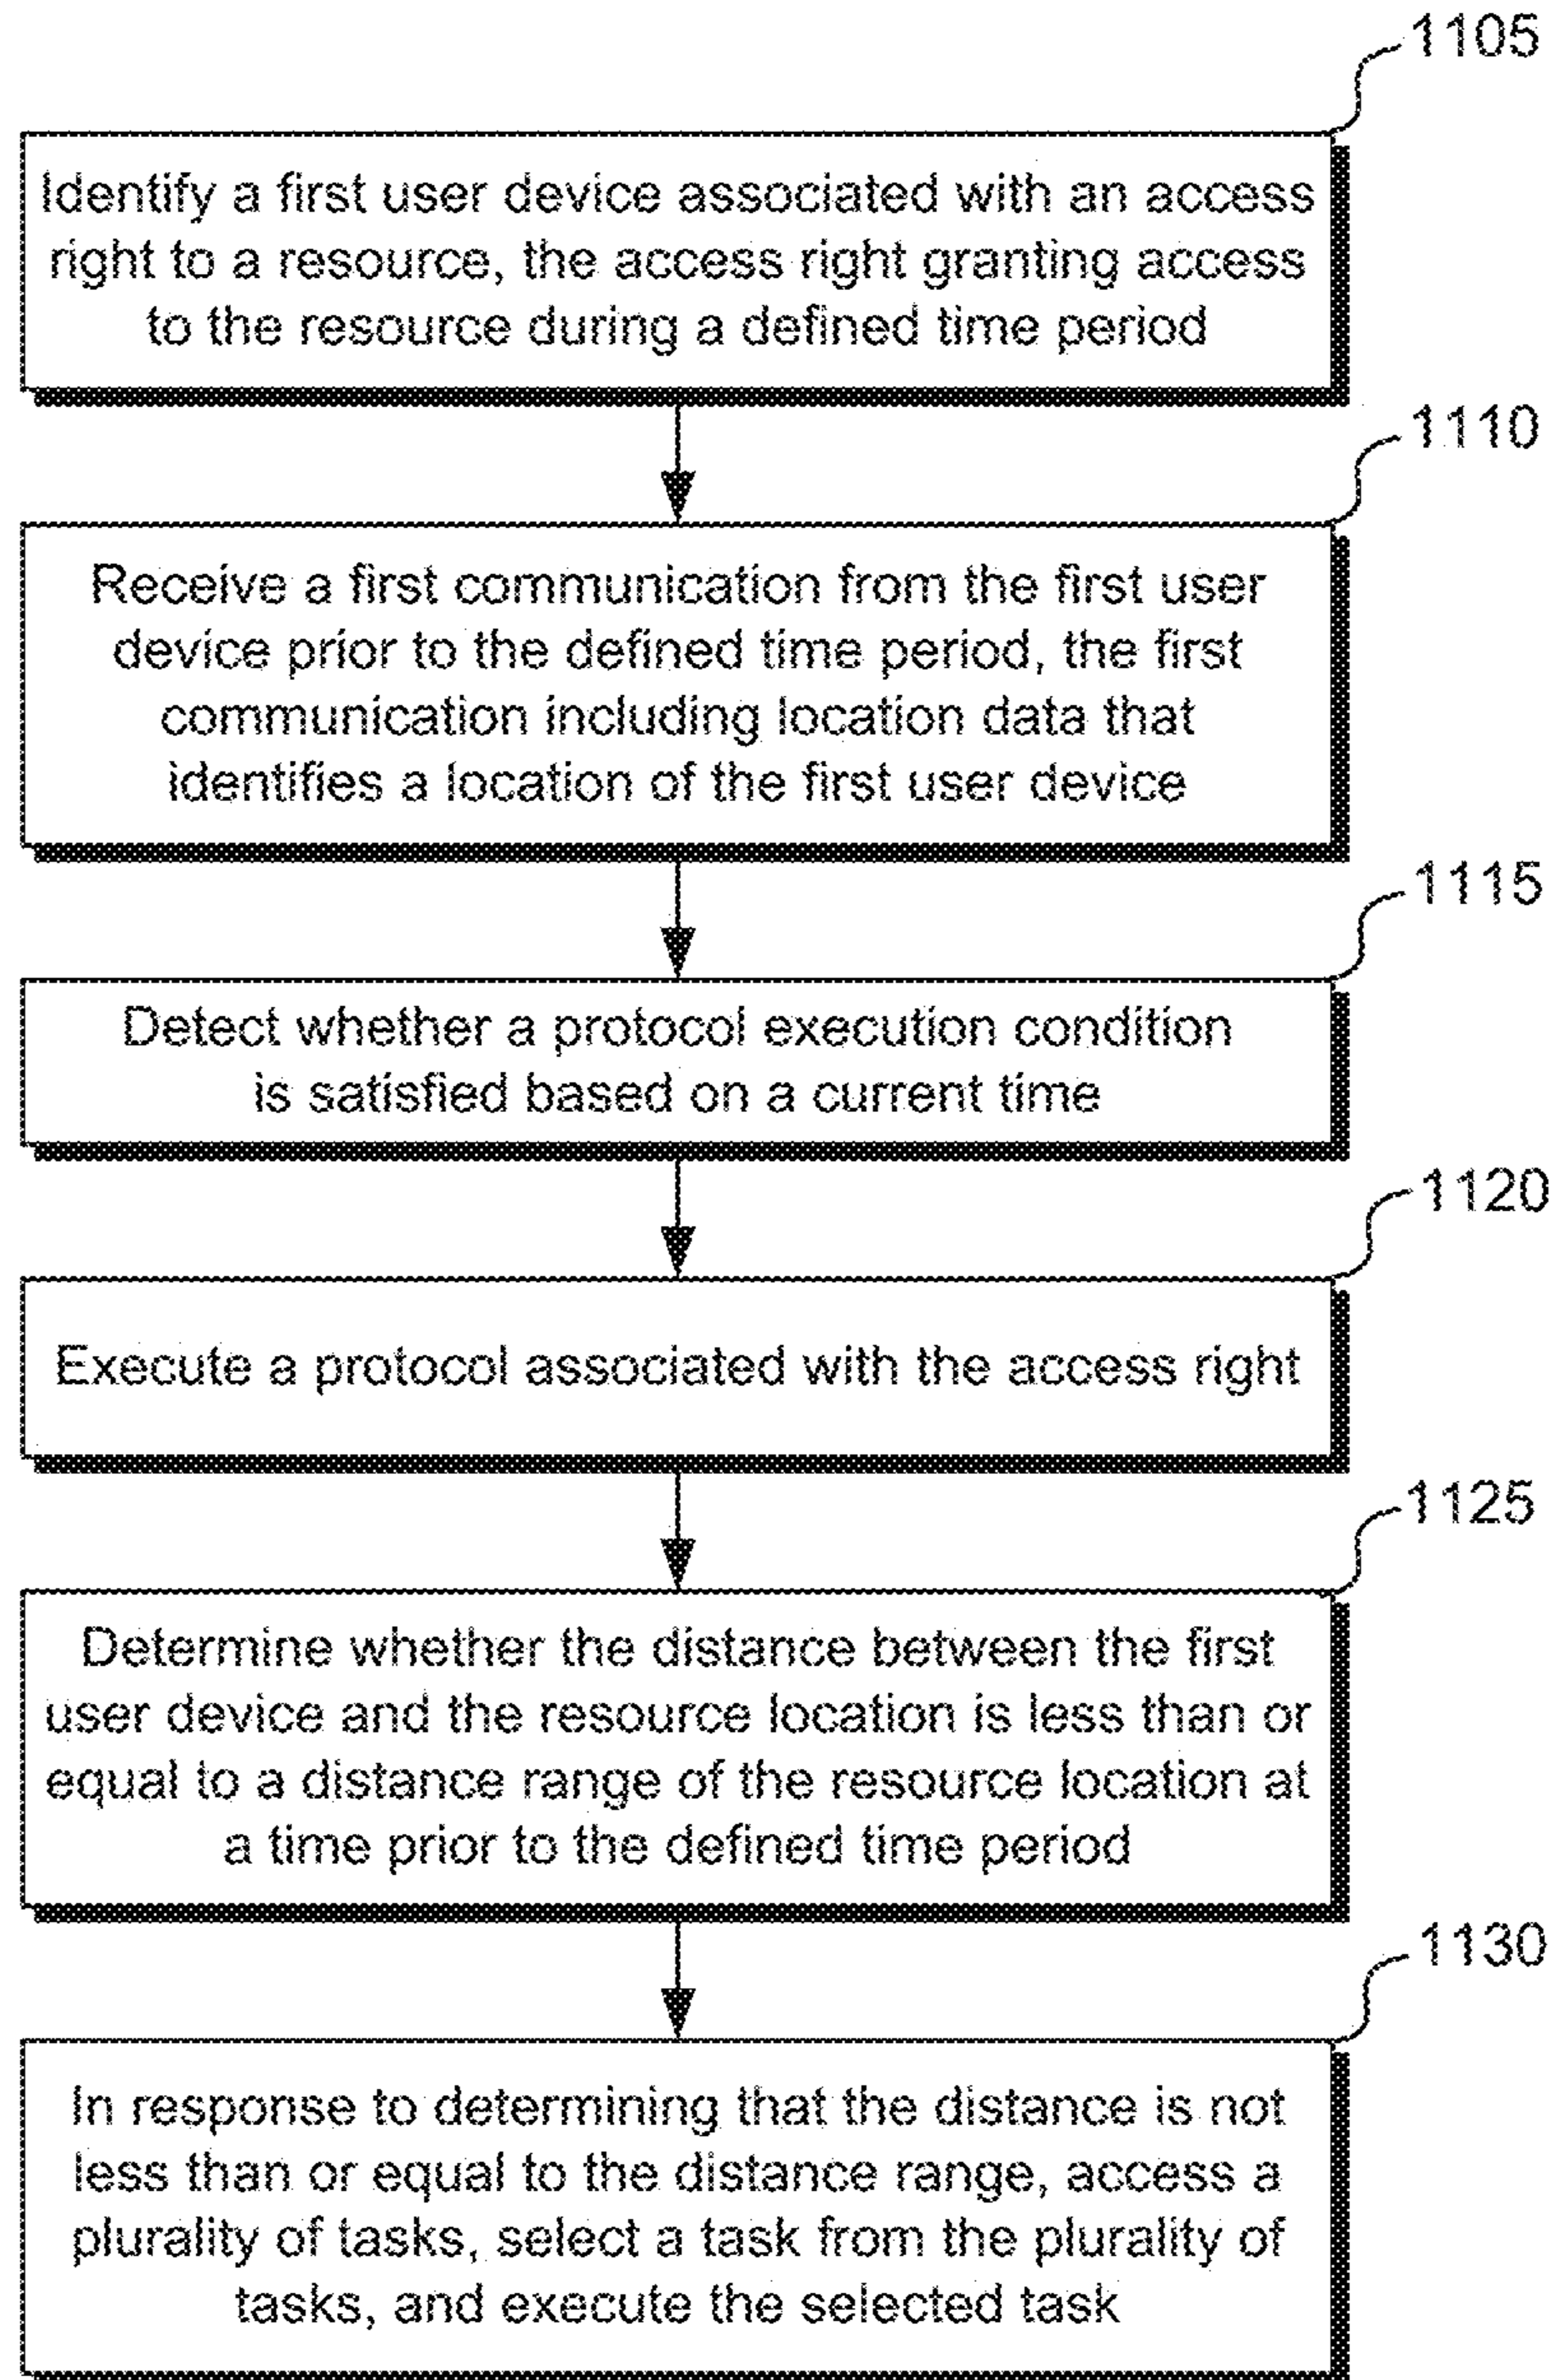 1105
Identify a first user device associated with an access
right to a resource, the access right granting access
to the resource during a defined time period
1110
Receive a first communication from the first user
device prior to the defined time period, the first
communication including location data that
identifies a location of the first user device
1115
Detect whether a protocol execution condition
is satisfied based on a current time
1120
Execute a protocol associated with the access right
1125
Determine whether the distance between the first
user device and the resource location is less than or
equal to a distance range of the resource location at
a time prior to the defined time period
1130
In response to determining that the distance is not
less than or equal to the distance range, access a
plurality of tasks, select a task from the plurality of
tasks, and execute the selected task